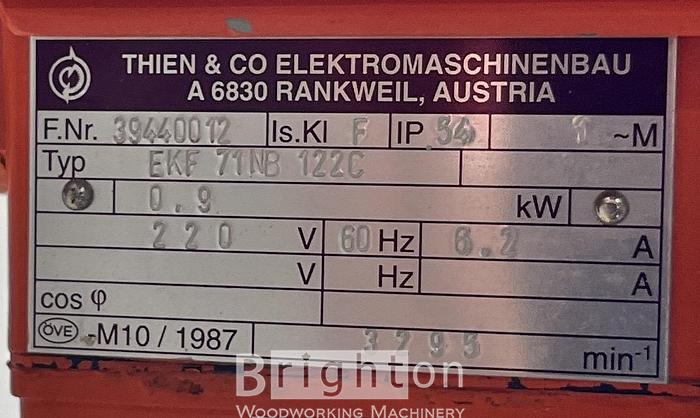 THIEN & CO ELEKTROMASCHINENBAU
A 6830 RANKWEIL, AUSTRIA
F.Nr. 39440012 Is.Kl F IP 54 1 ~M
Typ EKF 71NB 122C
0.9 kW
220 V 60 Hz 6.2 A
V Hz A
cos φ
ÖVE -M10 / 1987 3295 min-1
Brighton
WOODWORKING MACHINERY